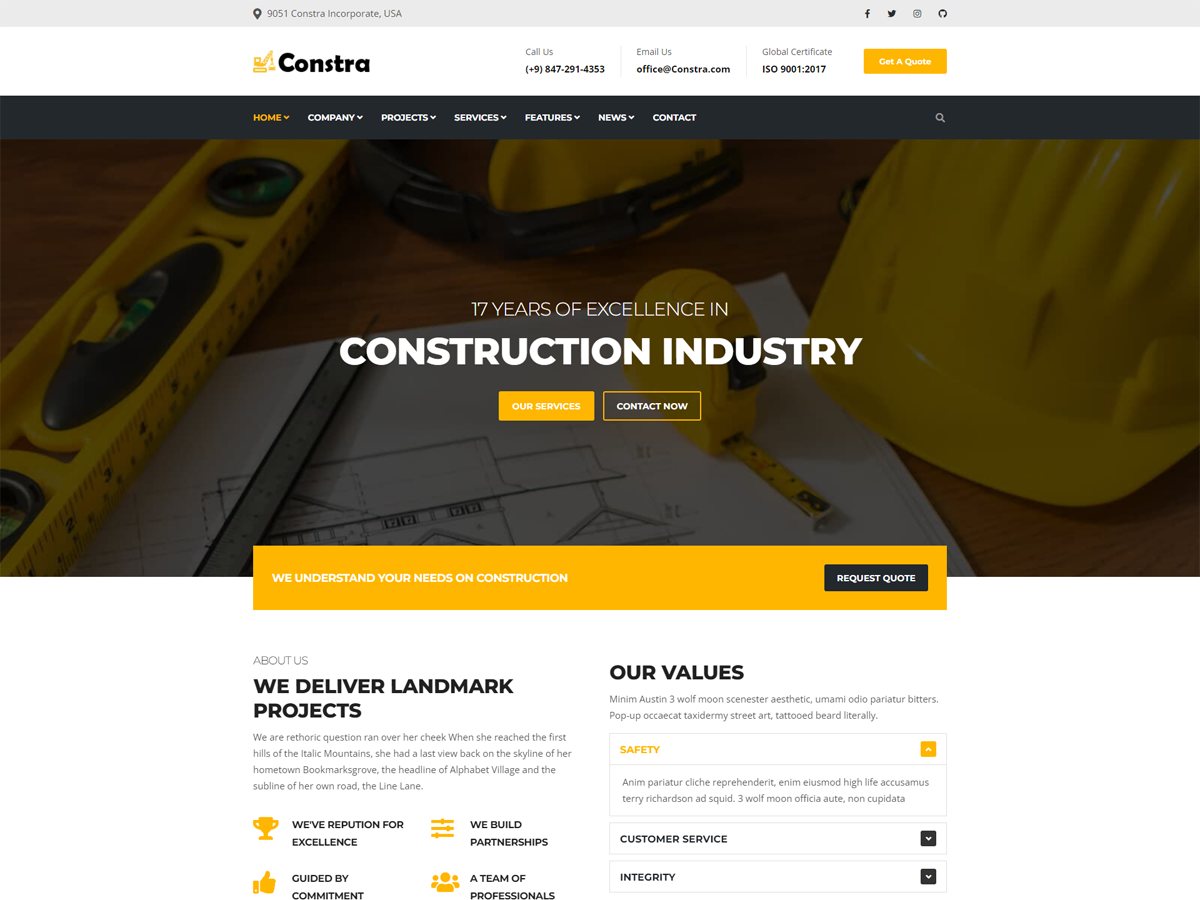 9051 Constra Incorporate, USA
Constra
Call Us
(+9) 847-291-4353
Email Us
office@Constra.com
Global Certificate
ISO 9001:2017
Get A Quote
HOME
COMPANY
PROJECTS
SERVICES
FEATURES
NEWS
CONTACT
17 YEARS OF EXCELLENCE IN
CONSTRUCTION INDUSTRY
OUR SERVICES
CONTACT NOW
WE UNDERSTAND YOUR NEEDS ON CONSTRUCTION
REQUEST QUOTE
ABOUT US
WE DELIVER LANDMARK
PROJECTS
We are rethoric question ran over her cheek When she reached the first
hills of the Italic Mountains, she had a last view back on the skyline of her
hometown Bookmarksgrove, the headline of Alphabet Village and the
subline of her own road, the Line Lane.
WE'VE REPUTION FOR
EXCELLENCE
WE BUILD
PARTNERSHIPS
GUIDED BY
COMMITMENT
A TEAM OF
PROFESSIONALS
OUR VALUES
Minim Austin 3 wolf moon scenester aesthetic, umami odio pariatur bitters.
Pop-up occaecat taxidermy street art, tattooed beard literally.
SAFETY
Anim pariatur cliche reprehenderit, enim eiusmod high life accusamus
terry richardson ad squid. 3 wolf moon officia aute, non cupidata
CUSTOMER SERVICE
INTEGRITY